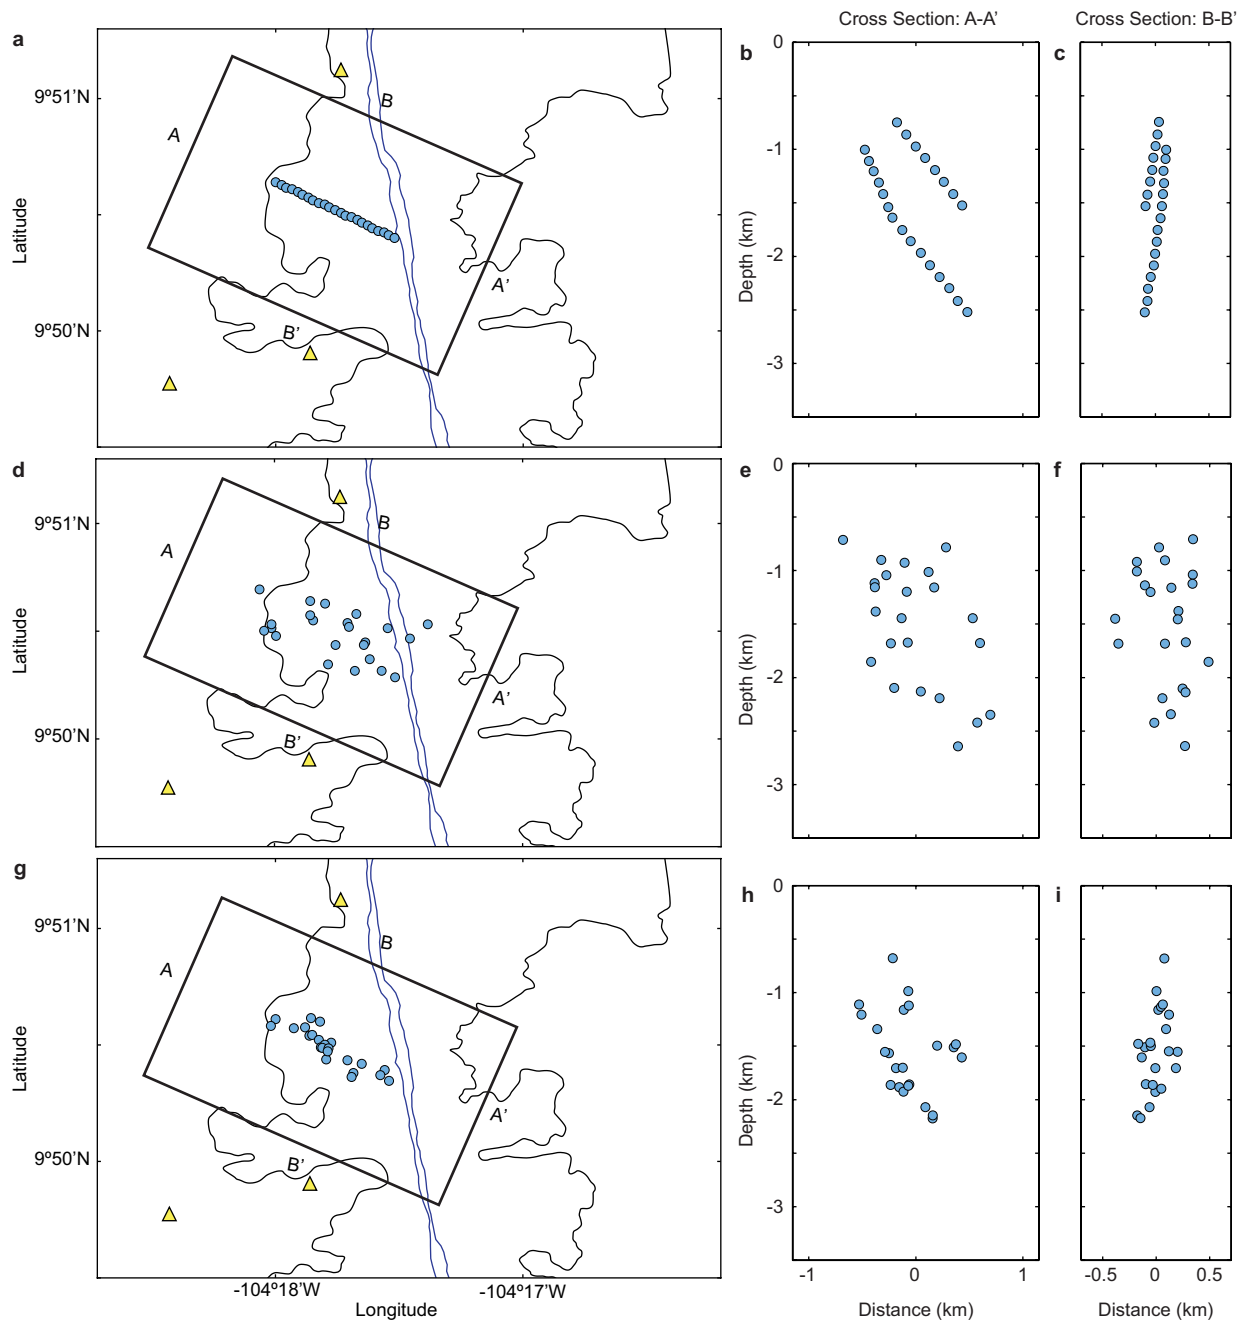 Cross Section: A-A’
Cross Section: B-B’
a
b
c
0
-1
-2
-3
9º51’N
9º50’N
Latitude
Depth (km)
A
B
A’
B’
d
e
f
0
-1
-2
-3
9º51’N
9º50’N
Latitude
Depth (km)
A
B
A’
B’
g
h
i
0
-1
-2
-3
9º51’N
9º50’N
Latitude
Depth (km)
A
B
A’
B’
-104º18’W
-104º17’W
Longitude
-1
0
1
Distance (km)
-0.5
0
0.5
Distance (km)